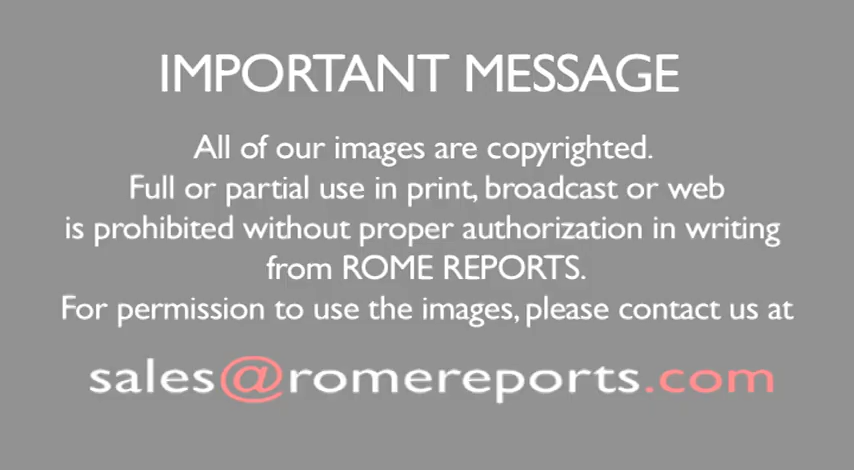 IMPORTANT MESSAGE
All of our images are copyrighted.
Full or partial use in print, broadcast or web
is prohibited without proper authorization in writing
from ROME REPORTS.
For permission to use the images, please contact us at
sales@romereports.com